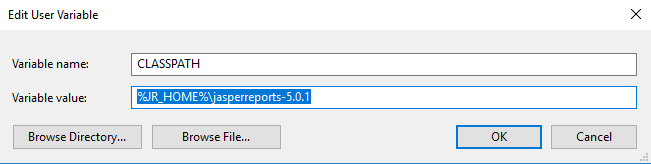 Edit User Variable
Variable name: CLASSPATH
Variable value: %JR_HOME%\jasperreports-5.0.1
Browse Directory... Browse File... OK Cancel